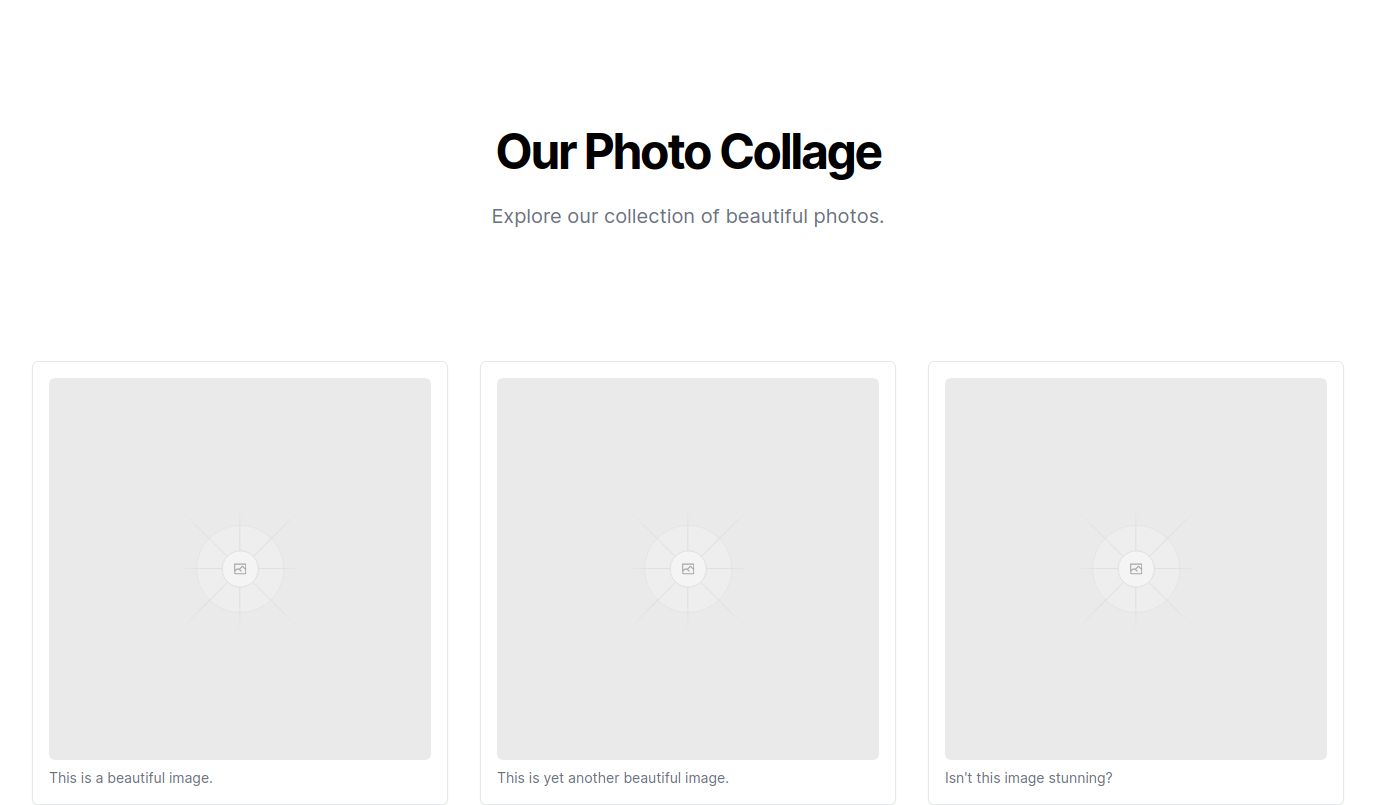 Our Photo Collage
Explore our collection of beautiful photos.
This is a beautiful image.
This is yet another beautiful image.
Isn't this image stunning?